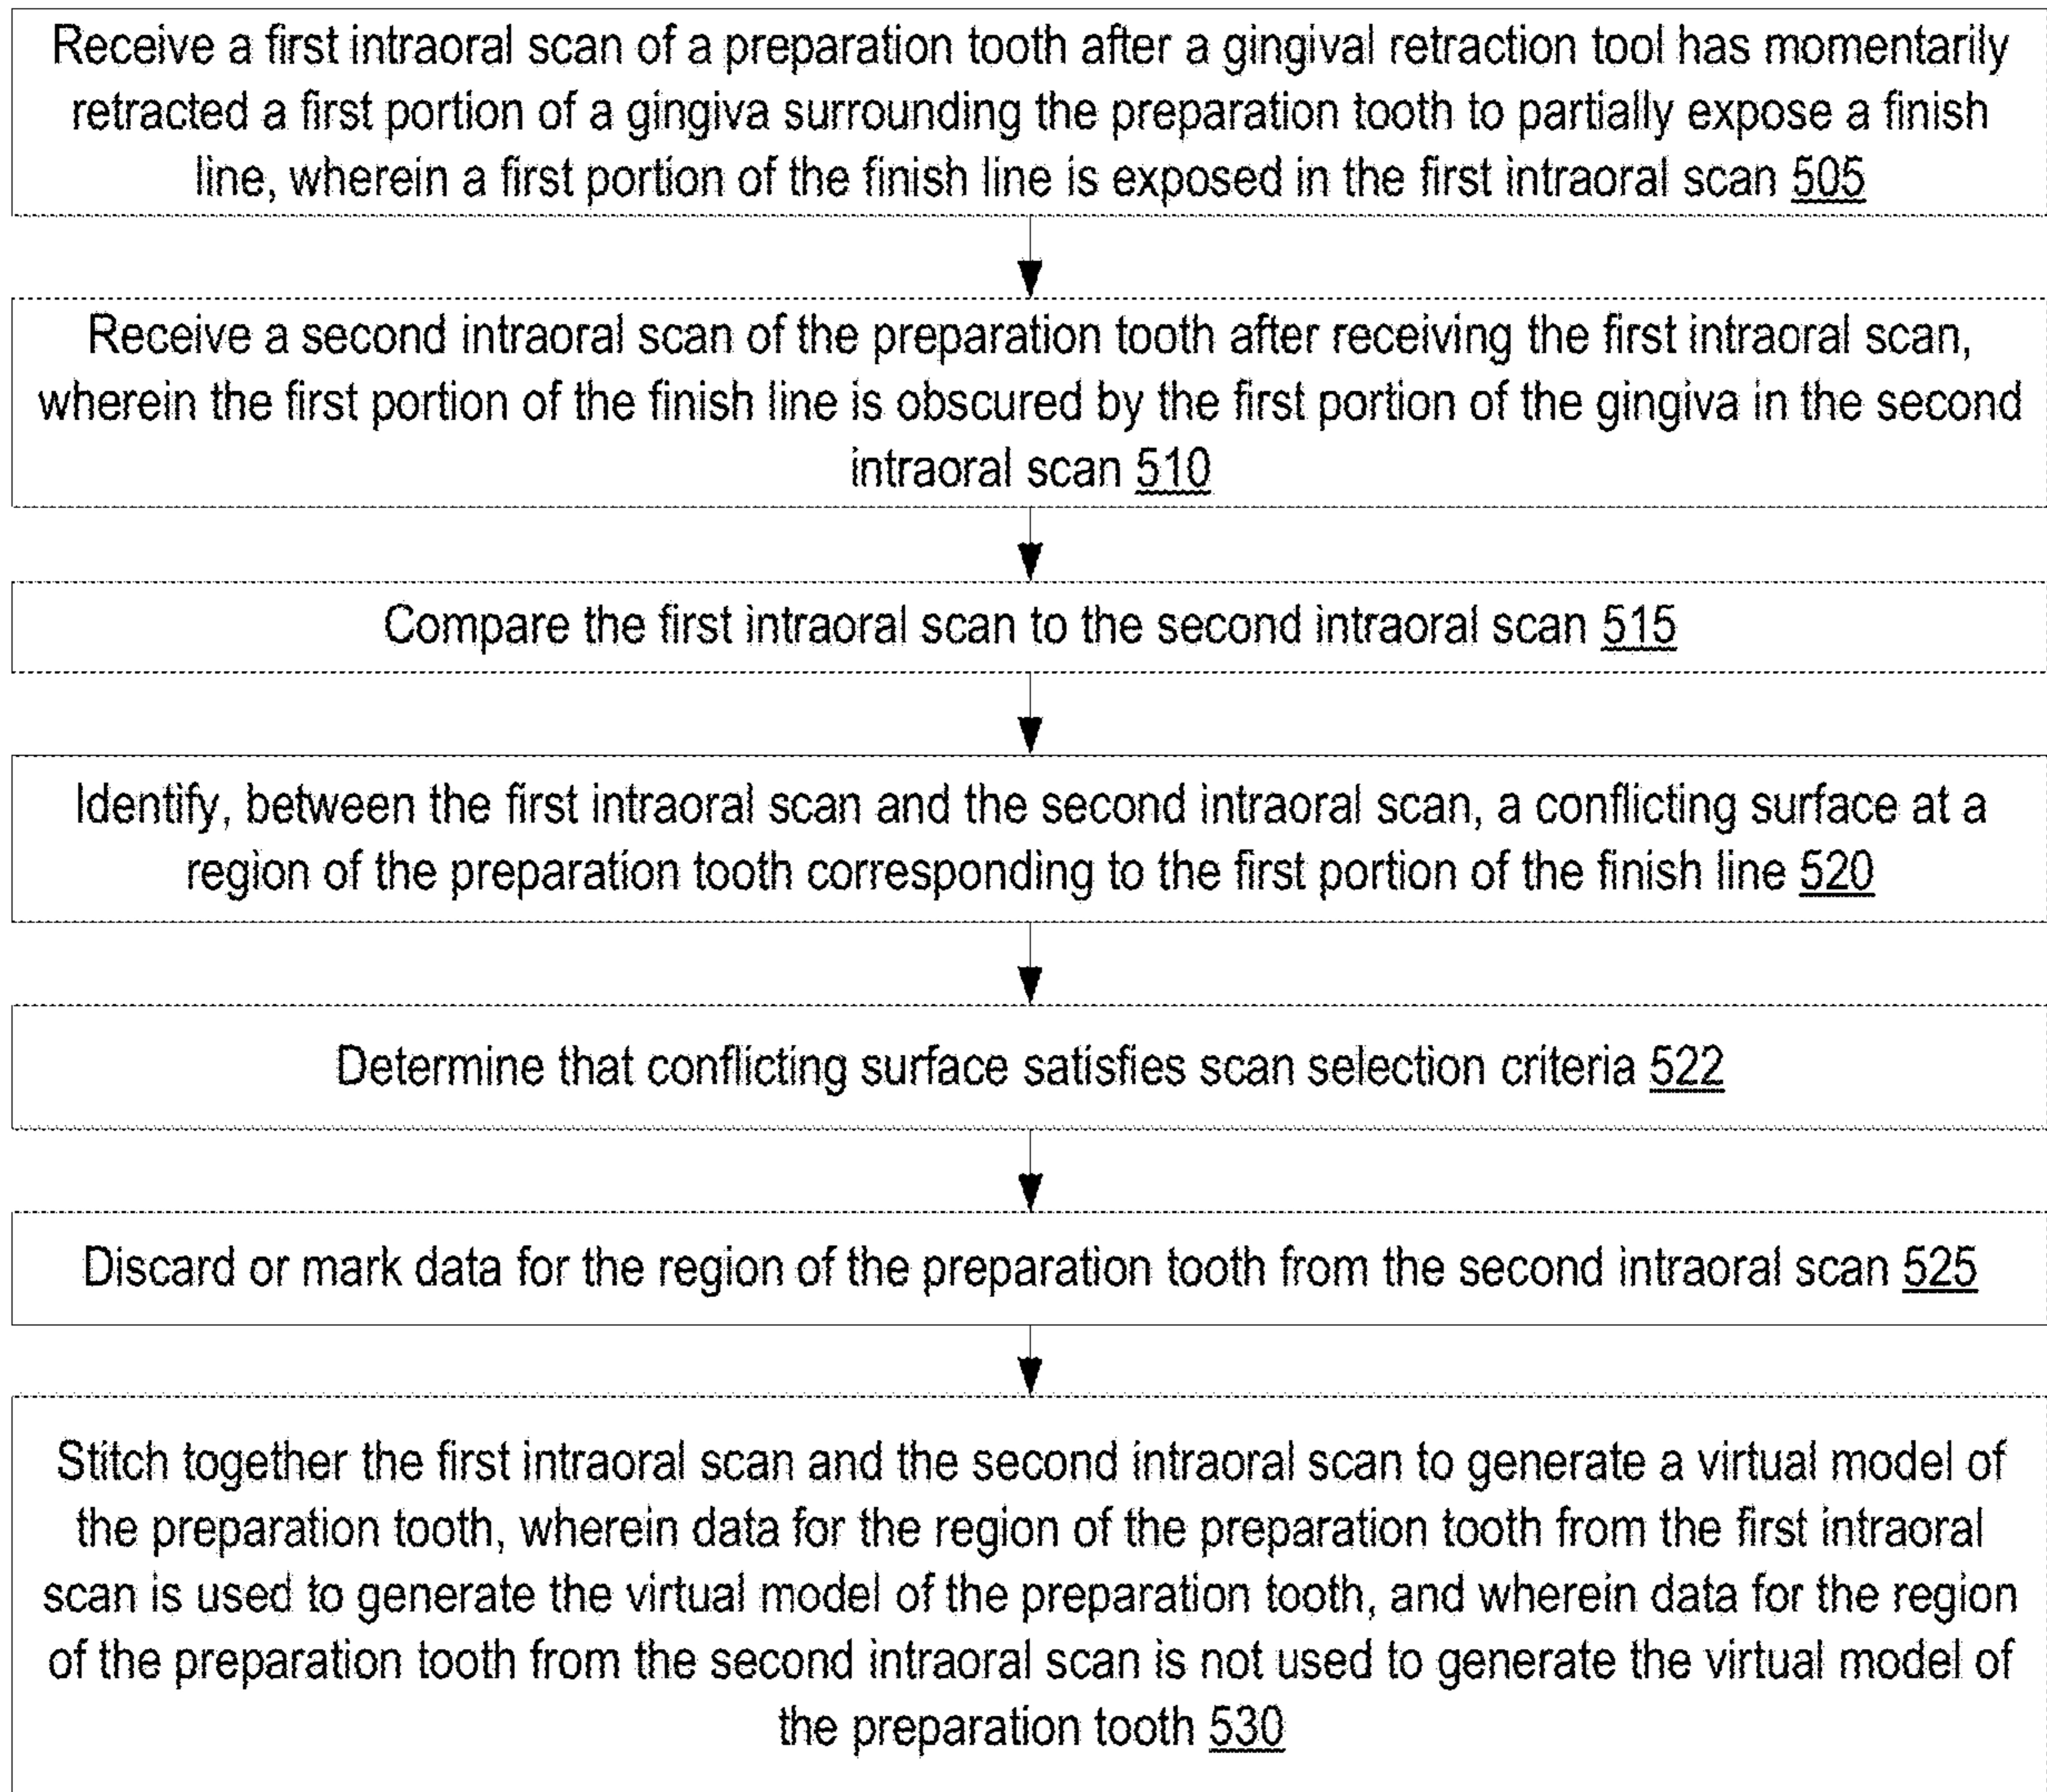 Receive a first intraoral scan of a preparation tooth after a gingival retraction tool has momentarily
retracted a first portion of a gingiva surrounding the preparation tooth to partially expose a finish
line, wherein a first portion of the finish line is exposed in the first intraoral scan 505
Receive a second intraoral scan of the preparation tooth after receiving the first intraoral scan,
wherein the first portion of the finish line is obscured by the first portion of the gingiva in the second
intraoral scan 510
Compare the first intraoral scan to the second intraoral scan 515
Identify, between the first intraoral scan and the second intraoral scan, a conflicting surface at a
region of the preparation tooth corresponding to the first portion of the finish line 520
Determine that conflicting surface satisfies scan selection criteria 522
Discard or mark data for the region of the preparation tooth from the second intraoral scan 525
Stitch together the first intraoral scan and the second intraoral scan to generate a virtual model of
the preparation tooth, wherein data for the region of the preparation tooth from the first intraoral
scan is used to generate the virtual model of the preparation tooth, and wherein data for the region
of the preparation tooth from the second intraoral scan is not used to generate the virtual model of
the preparation tooth 530